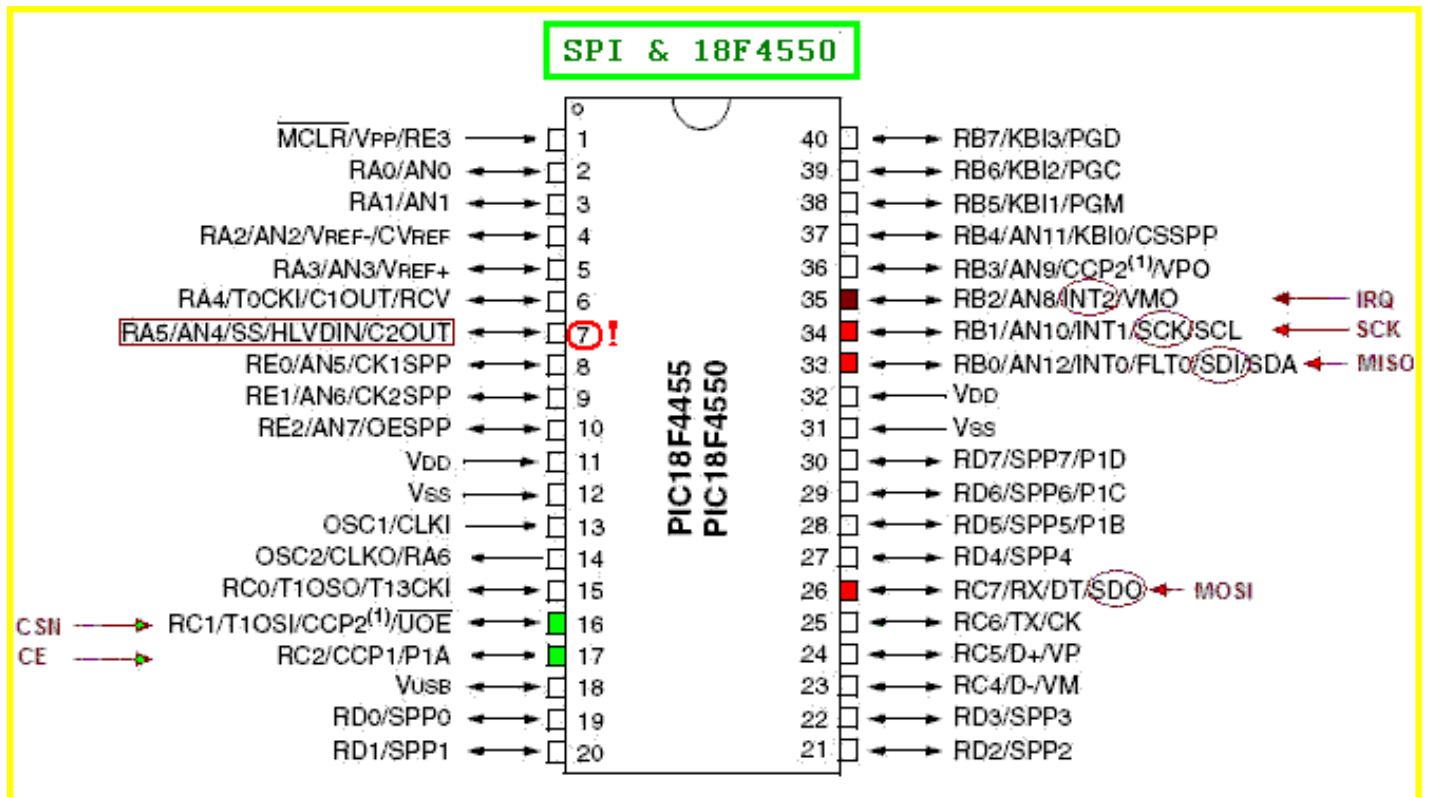 SPI & 18F4550
MCLR/VPP/RE3 1 40 RB7/KBI3/PGD
RA0/AN0 2 39 RB6/KBI2/PGC
RA1/AN1 3 38 RB5/KBI1/PGM
RA2/AN2/VREF-/CVREF 4 37 RB4/AN11/KBI0/CSSPP
RA3/AN3/VREF+ 5 36 RB3/AN9/CCP2(1)/VPO
RA4/T0CKI/C1OUT/RCV 6 35 RB2/AN8/INT2/VMO IRQ
RA5/AN4/SS/HLVDIN/C2OUT 7 ! 34 RB1/AN10/INT1/SCK/SCL SCK
RE0/AN5/CK1SPP 8 33 RB0/AN12/INT0/FLT0/SDI/SDA MISO
RE1/AN6/CK2SPP 9 32 VDD
RE2/AN7/OESPP 10 31 VSS
VDD 11 30 RD7/SPP7/P1D
VSS 12 29 RD6/SPP6/P1C
OSC1/CLKI 13 28 RD5/SPP5/P1B
OSC2/CLKO/RA6 14 27 RD4/SPP4
RC0/T1OSO/T13CKI 15 26 RC7/RX/DT/SDO MOSI
CSN RC1/T1OSI/CCP2(1)/UOE 16 25 RC6/TX/CK
CE RC2/CCP1/P1A 17 24 RC5/D+/VP
VUSB 18 23 RC4/D-/VM
RD0/SPP0 19 22 RD3/SPP3
RD1/SPP1 20 21 RD2/SPP2
PIC18F4455
PIC18F4550